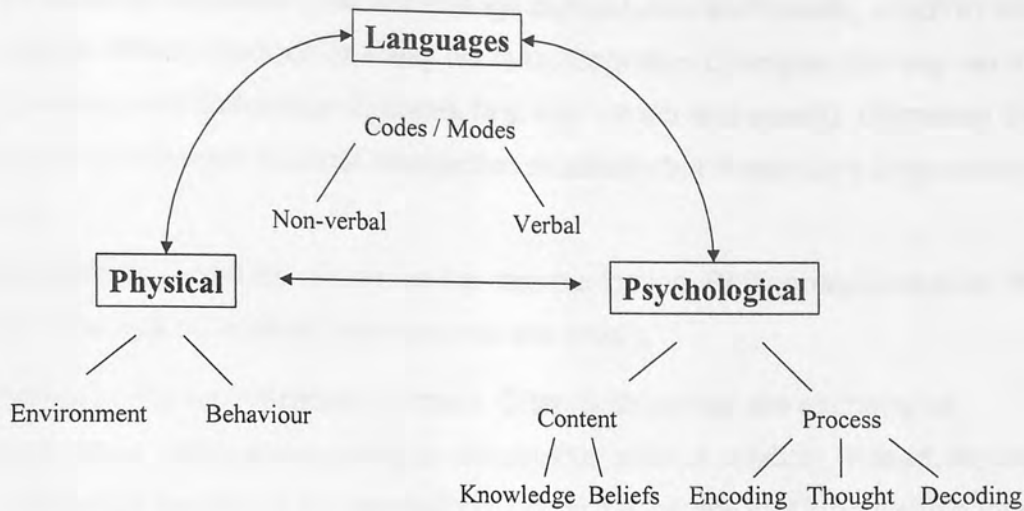 Languages
Codes / Modes
Non-verbal Verbal
Physical Psychological
Environment Behaviour Content Process
Knowledge Beliefs Encoding Thought Decoding